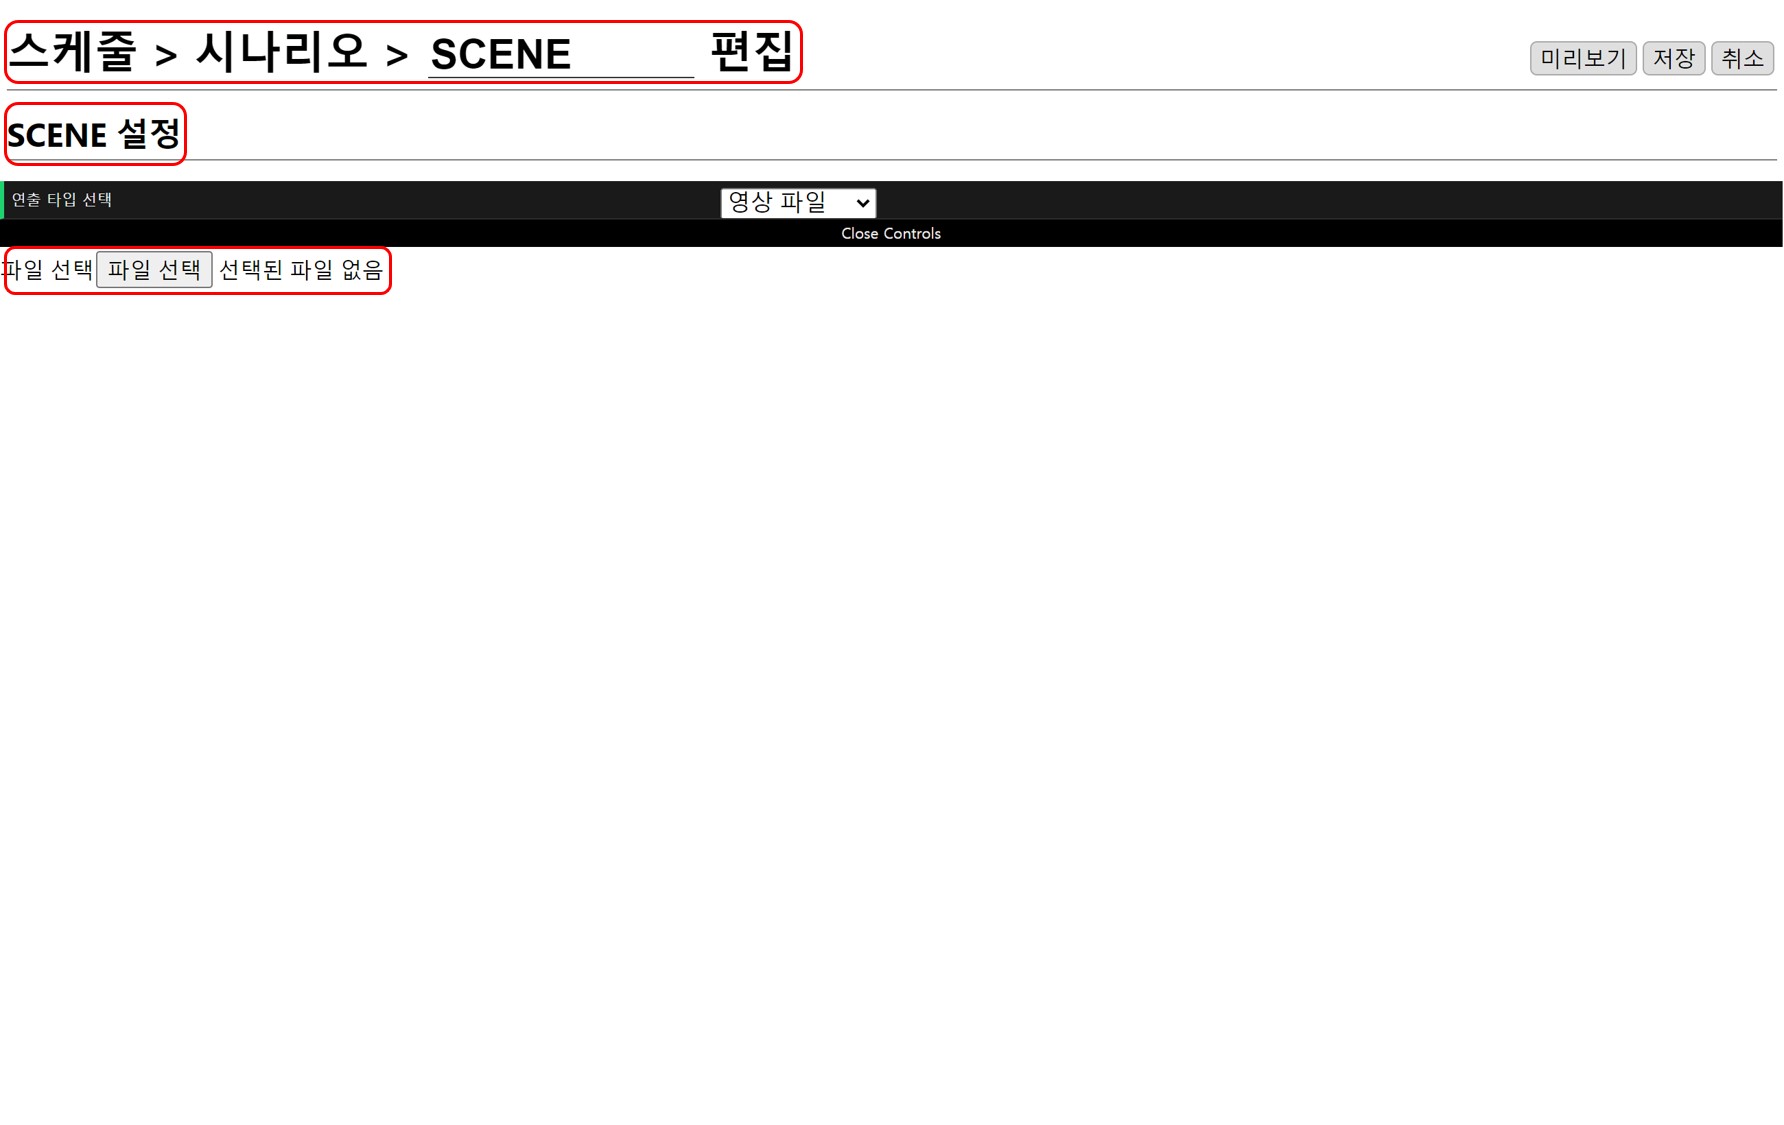 스케줄 > 시나리오 > SCENE 편집
미리보기 저장 취소
SCENE 설정
연출 타입 선택 영상 파일
Close Controls
파일 선택 파일 선택 선택된 파일 없음